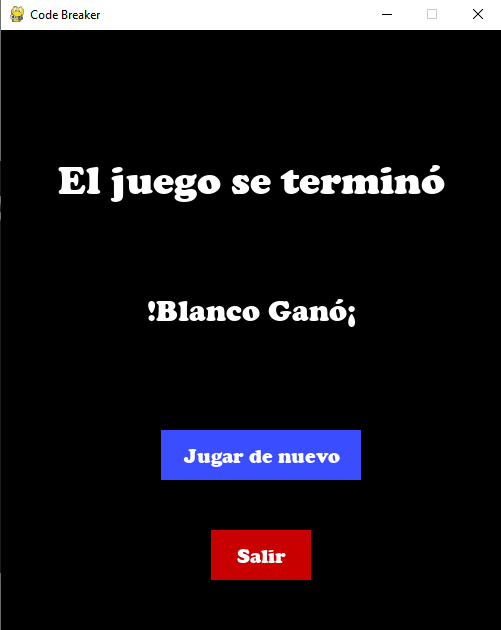 Code Breaker
El juego se terminó
!Blanco Ganó¡
Jugar de nuevo
Salir